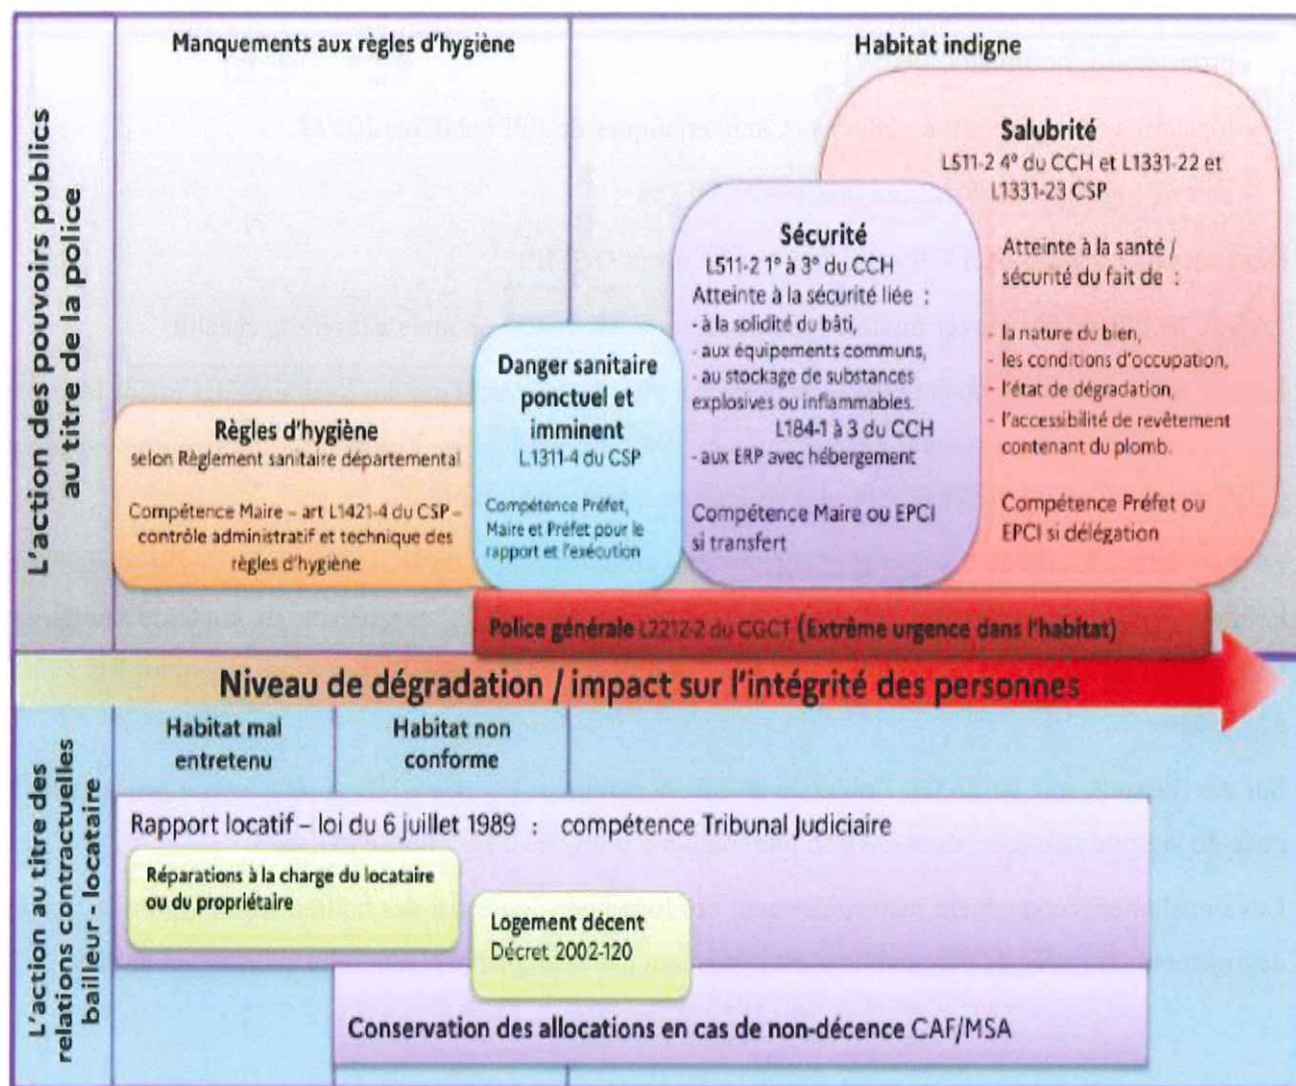 Manquements aux règles d'hygiène
Habitat indigne
L'action des pouvoirs publics
au titre de la police
Règles d'hygiène
selon Règlement sanitaire départemental
Compétence Maire – art L1421-4 du CSP –
contrôle administratif et technique des
règles d'hygiène
Danger sanitaire
ponctuel et
imminent
L.1311-4 du CSP
Compétence Préfet,
Maire et Préfet pour le
rapport et l'exécution
Sécurité
L511-2 1° à 3° du CCH
Atteinte à la sécurité liée :
- à la solidité du bâti,
- aux équipements communs,
- au stockage de substances
explosives ou inflammables.
L184-1 à 3 du CCH
- aux ERP avec hébergement
Compétence Maire ou EPCI
si transfert
Salubrité
L511-2 4° du CCH et L1331-22 et
L1331-23 CSP
Atteinte à la santé /
sécurité du fait de :
- la nature du bien,
- les conditions d'occupation,
- l'état de dégradation,
- l'accessibilité de revêtement
contenant du plomb.
Compétence Préfet ou
EPCI si délégation
Police générale L2212-2 du CGCT (Extrême urgence dans l'habitat)
Niveau de dégradation / impact sur l'intégrité des personnes
L'action au titre des
relations contractuelles
bailleur - locataire
Habitat mal
entretenu
Habitat non
conforme
Rapport locatif – loi du 6 juillet 1989 : compétence Tribunal Judiciaire
Réparations à la charge du locataire
ou du propriétaire
Logement décent
Décret 2002-120
Conservation des allocations en cas de non-décence CAF/MSA